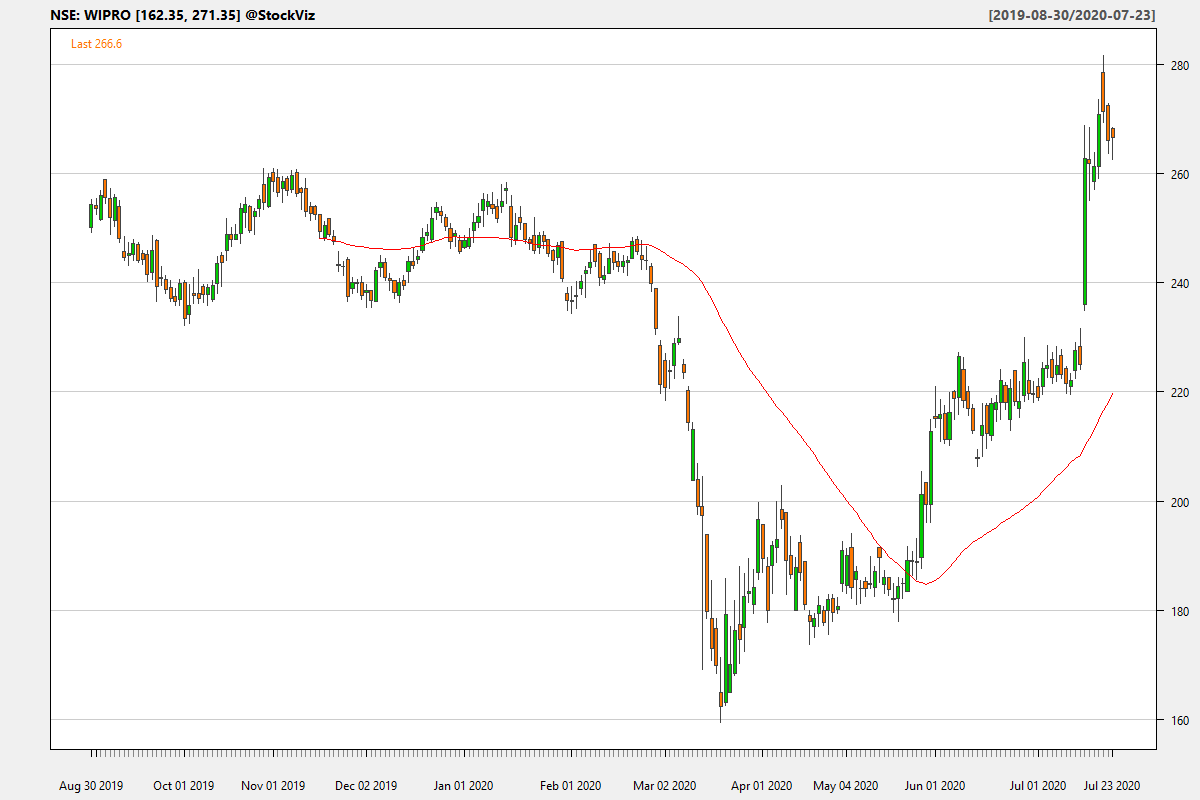 NSE: WIPRO [162.35, 271.35] @StockViz
[2019-08-30/2020-07-23]
Last 266.6
280
260
240
220
200
180
160
Aug 30 2019
Oct 01 2019
Nov 01 2019
Dec 02 2019
Jan 01 2020
Feb 01 2020
Mar 02 2020
Apr 01 2020
May 04 2020
Jun 01 2020
Jul 01 2020
Jul 23 2020